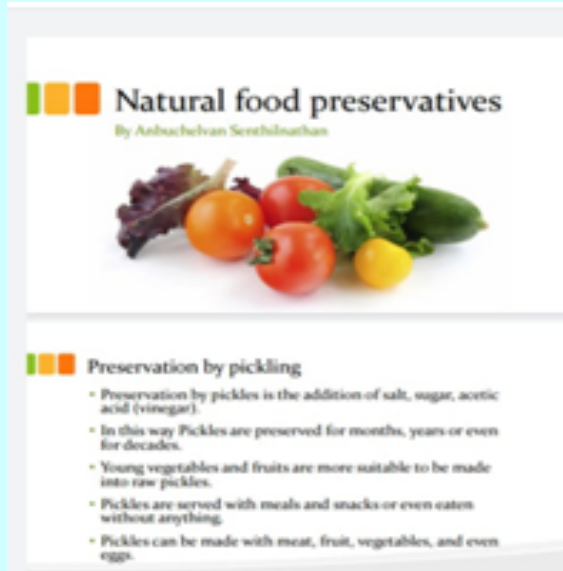 Natural food preservatives
By Anbuchelvan Senthilnathan
Preservation by pickling
• Preservation by pickles is the addition of salt, sugar, acetic
acid (vinegar).
• In this way Pickles are preserved for months, years or even
for decades.
• Young vegetables and fruits are more suitable to be made
into raw pickles.
• Pickles are served with meals and snacks or even eaten
without anything.
• Pickles can be made with meat, fruit, vegetables, and even
eggs.